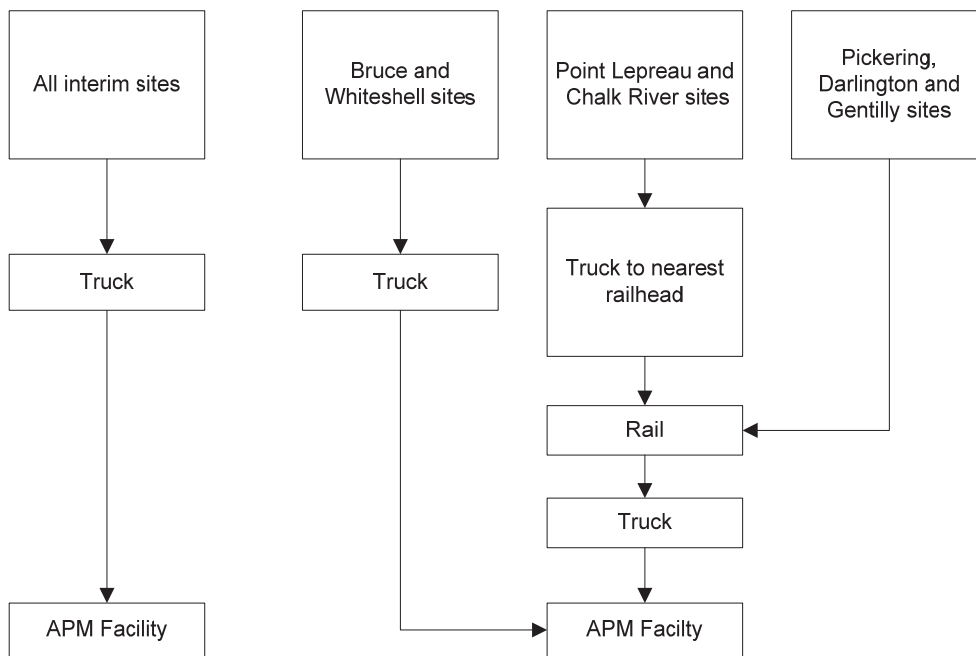 All interim sites
Truck
APM Facility
Bruce and
Whiteshell sites
Truck
Point Lepreau and
Chalk River sites
Truck to nearest
railhead
Rail
Truck
APM Facilty
Pickering,
Darlington and
Gentilly sites